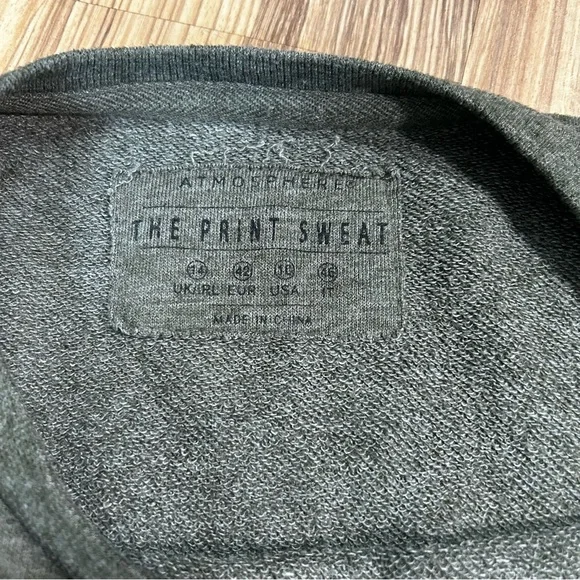 ATMOSPHERE
THE PRINT SWEAT
14 42 10 46
UK/IRL EUR USA IT
MADE IN CHINA